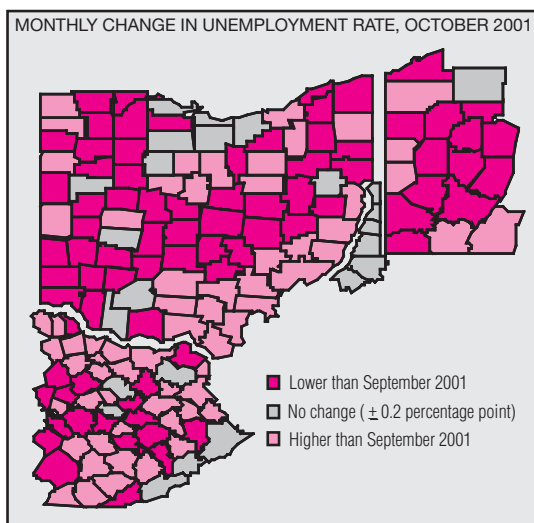 MONTHLY CHANGE IN UNEMPLOYMENT RATE, OCTOBER 2001
Lower than September 2001
No change ( ± 0.2 percentage point)
Higher than September 2001